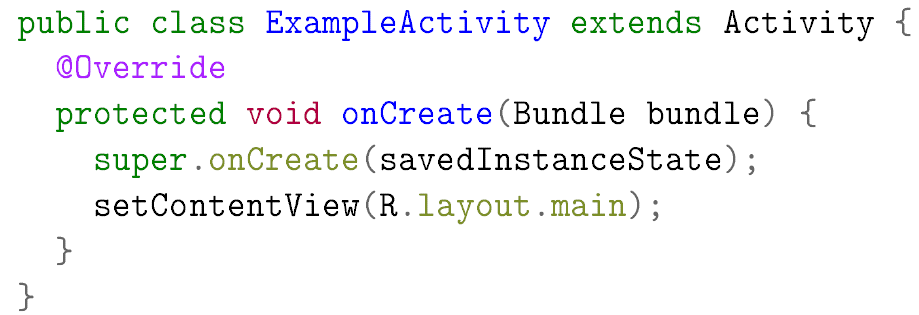 public class ExampleActivity extends Activity {
  @Override
  protected void onCreate(Bundle bundle) {
    super.onCreate(savedInstanceState);
    setContentView(R.layout.main);
  }
}